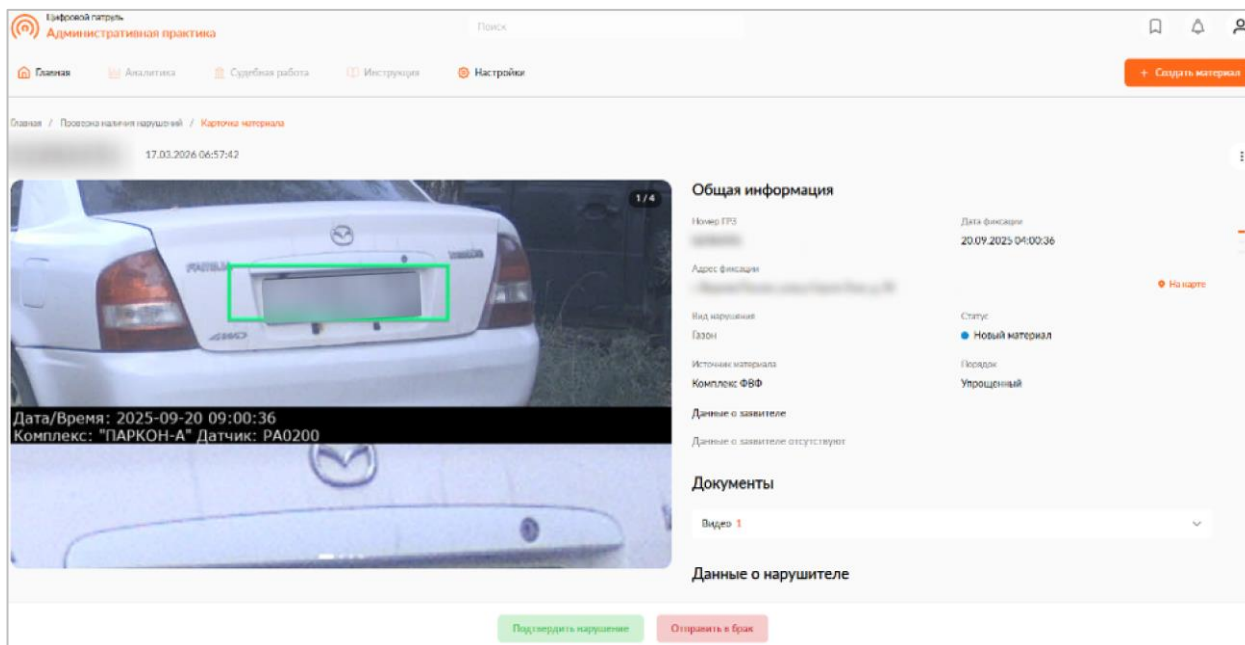 Цифровой патруль
Административная практика
Поиск
Главная
Аналитика
Судебная работа
Инструкция
Настройки
+ Создать материал
Главная / Проверка наличия нарушений / Карточка материала
17.03.2026 06:57:42
1/4
FAMILIA
4WD
Дата/Время: 2025-09-20 09:00:36
Комплекс: "ПАРКОН-А" Датчик: PA0200
Общая информация
Номер ГРЗ
Дата фиксации
20.09.2025 04:00:36
Адрес фиксации
На карте
Вид нарушения
Статус
Газон
Новый материал
Источник материала
Порядок
Комплекс ФВФ
Упрощенный
Данные о заявителе
Данные о заявителе отсутствуют
Документы
Видео 1
Данные о нарушителе
Подтвердить нарушение
Отправить в брак